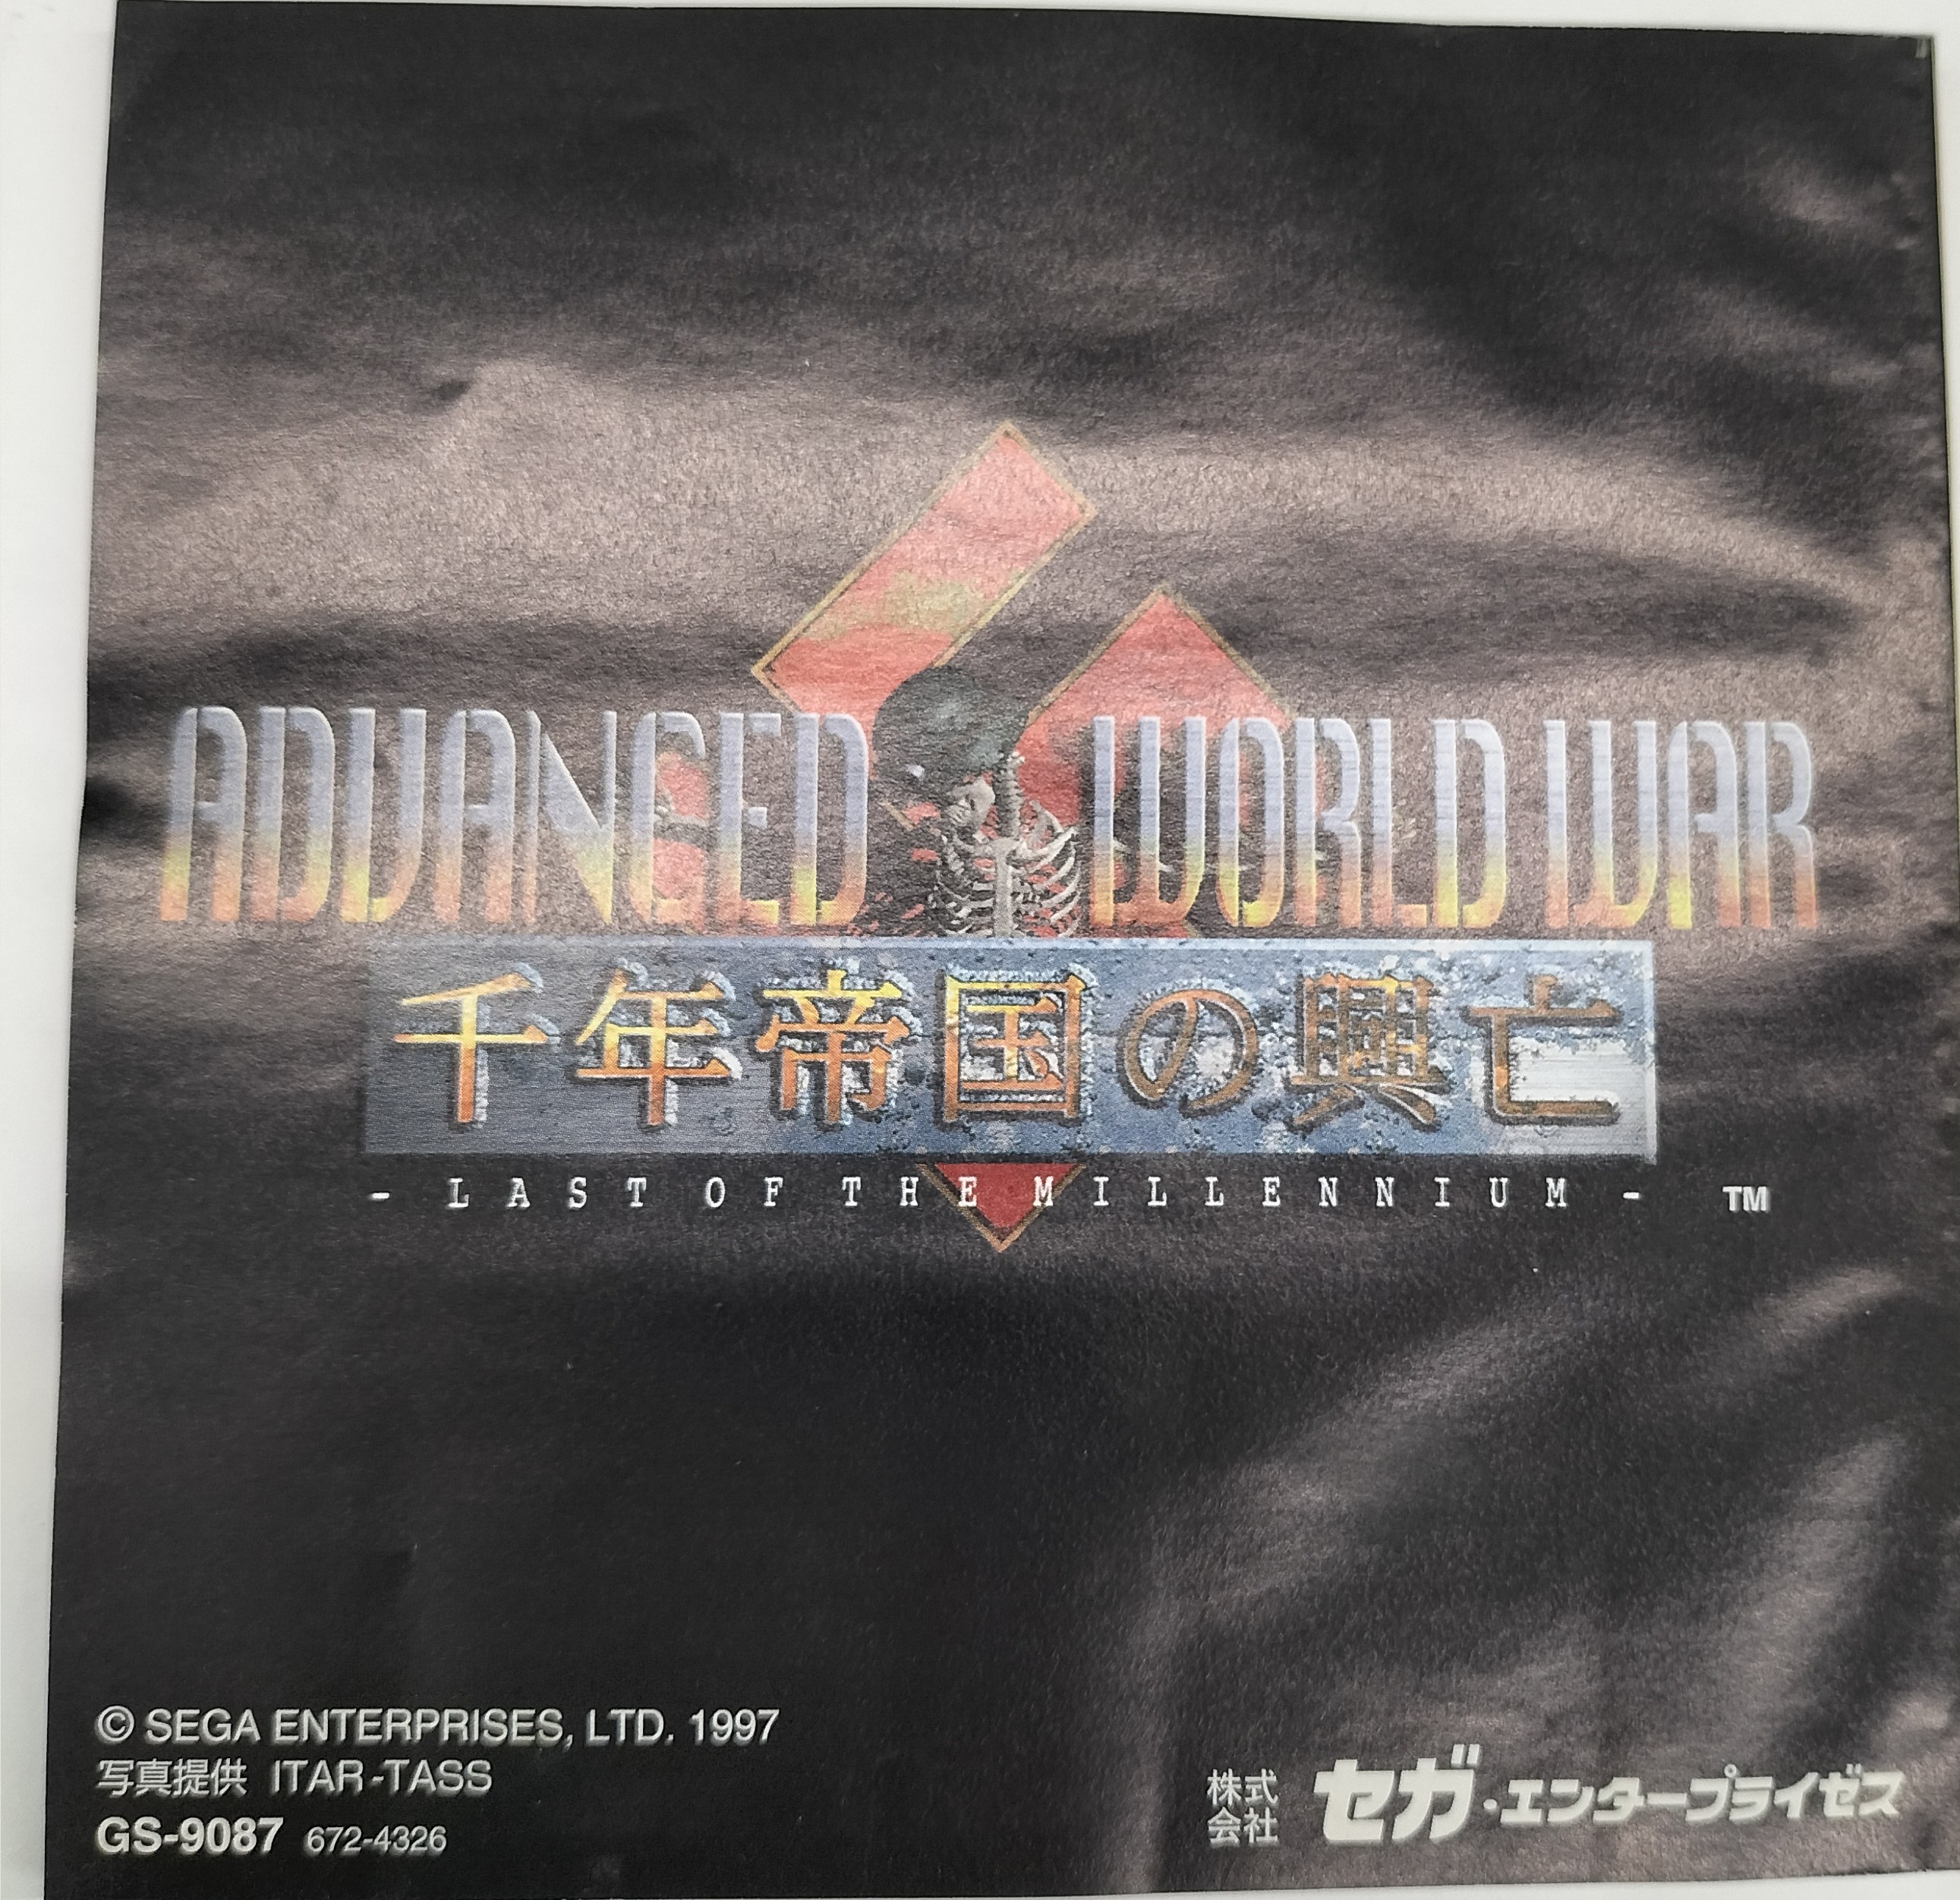 ADVANCED WORLD WAR
千年帝国の興亡
- LAST OF THE MILLENNIUM - TM
© SEGA ENTERPRISES, LTD. 1997
写真提供 ITAR-TASS
GS-9087 672-4326
株式会社 セガ・エンタープライゼス